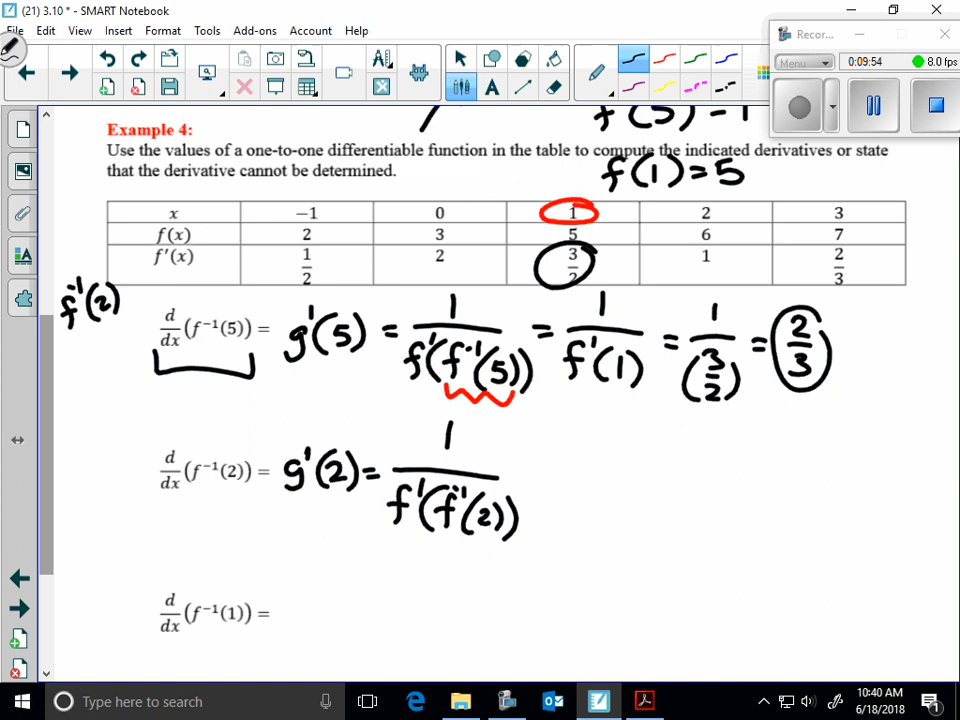 (21) 3.10 * - SMART Notebook
File Edit View Insert Format Tools Add-ons Account Help
Recor...
Menu 00:09:54 8.0 fps
Example 4:
Use the values of a one-to-one differentiable function in the table to compute the indicated derivatives or state
that the derivative cannot be determined.
f(5) = 1
f(1) = 5
x −1 0 1 2 3
f(x) 2 3 5 6 7
f'(x) 1/2 2 3/2 1 2/3
f⁻¹(2)
d/dx (f⁻¹(5)) = g'(5) = 1/f'(f⁻¹(5)) = 1/f'(1) = 1/(3/2) = 2/3
d/dx (f⁻¹(2)) = g'(2) = 1/f'(f⁻¹(2))
d/dx (f⁻¹(1)) =
Type here to search
10:40 AM
6/18/2018
1